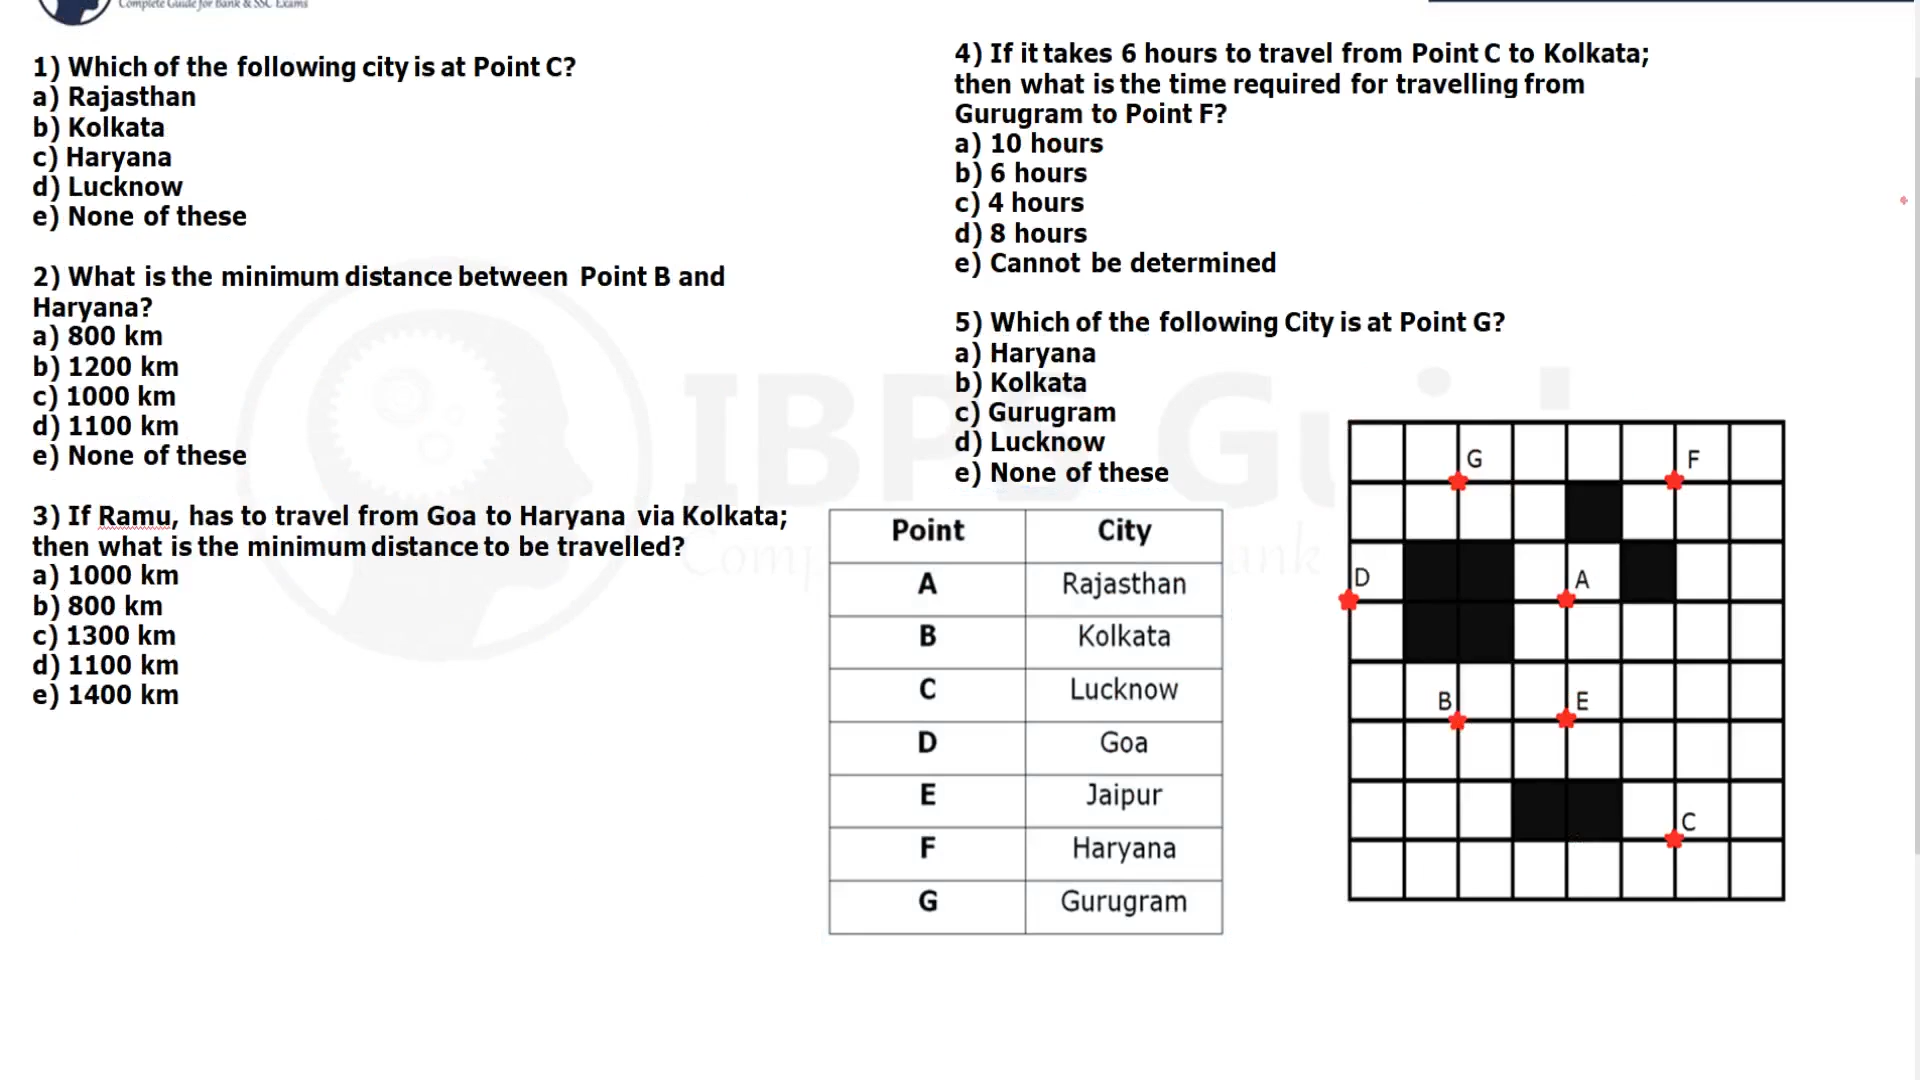 Complete Guide for Bank & SSC Exams
1) Which of the following city is at Point C?
a) Rajasthan
b) Kolkata
c) Haryana
d) Lucknow
e) None of these
2) What is the minimum distance between Point B and
Haryana?
a) 800 km
b) 1200 km
c) 1000 km
d) 1100 km
e) None of these
3) If Ramu, has to travel from Goa to Haryana via Kolkata;
then what is the minimum distance to be travelled?
a) 1000 km
b) 800 km
c) 1300 km
d) 1100 km
e) 1400 km
4) If it takes 6 hours to travel from Point C to Kolkata;
then what is the time required for travelling from
Gurugram to Point F?
a) 10 hours
b) 6 hours
c) 4 hours
d) 8 hours
e) Cannot be determined
5) Which of the following City is at Point G?
a) Haryana
b) Kolkata
c) Gurugram
d) Lucknow
e) None of these
Point City
A Rajasthan
B Kolkata
C Lucknow
D Goa
E Jaipur
F Haryana
G Gurugram
G F
D A
B E
C